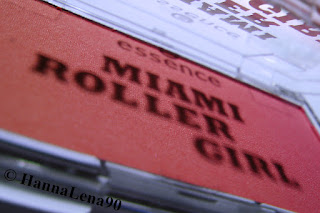 essence
MIAMI
ROLLER
GIRL
© HannaLena90